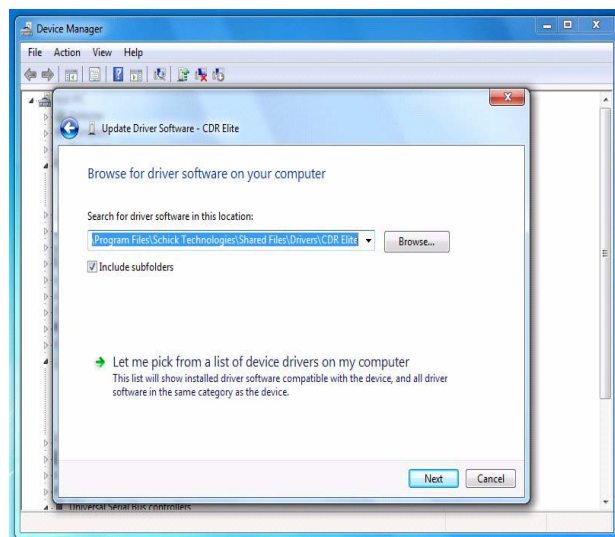 Device Manager
File Action View Help
Update Driver Software - CDR Elite
Browse for driver software on your computer
Search for driver software in this location:
\Program Files\Schick Technologies\Shared Files\Drivers\CDR Elite
Browse...
Include subfolders
Let me pick from a list of device drivers on my computer
This list will show installed driver software compatible with the device, and all driver
software in the same category as the device.
Next Cancel
Universal Serial Bus controllers